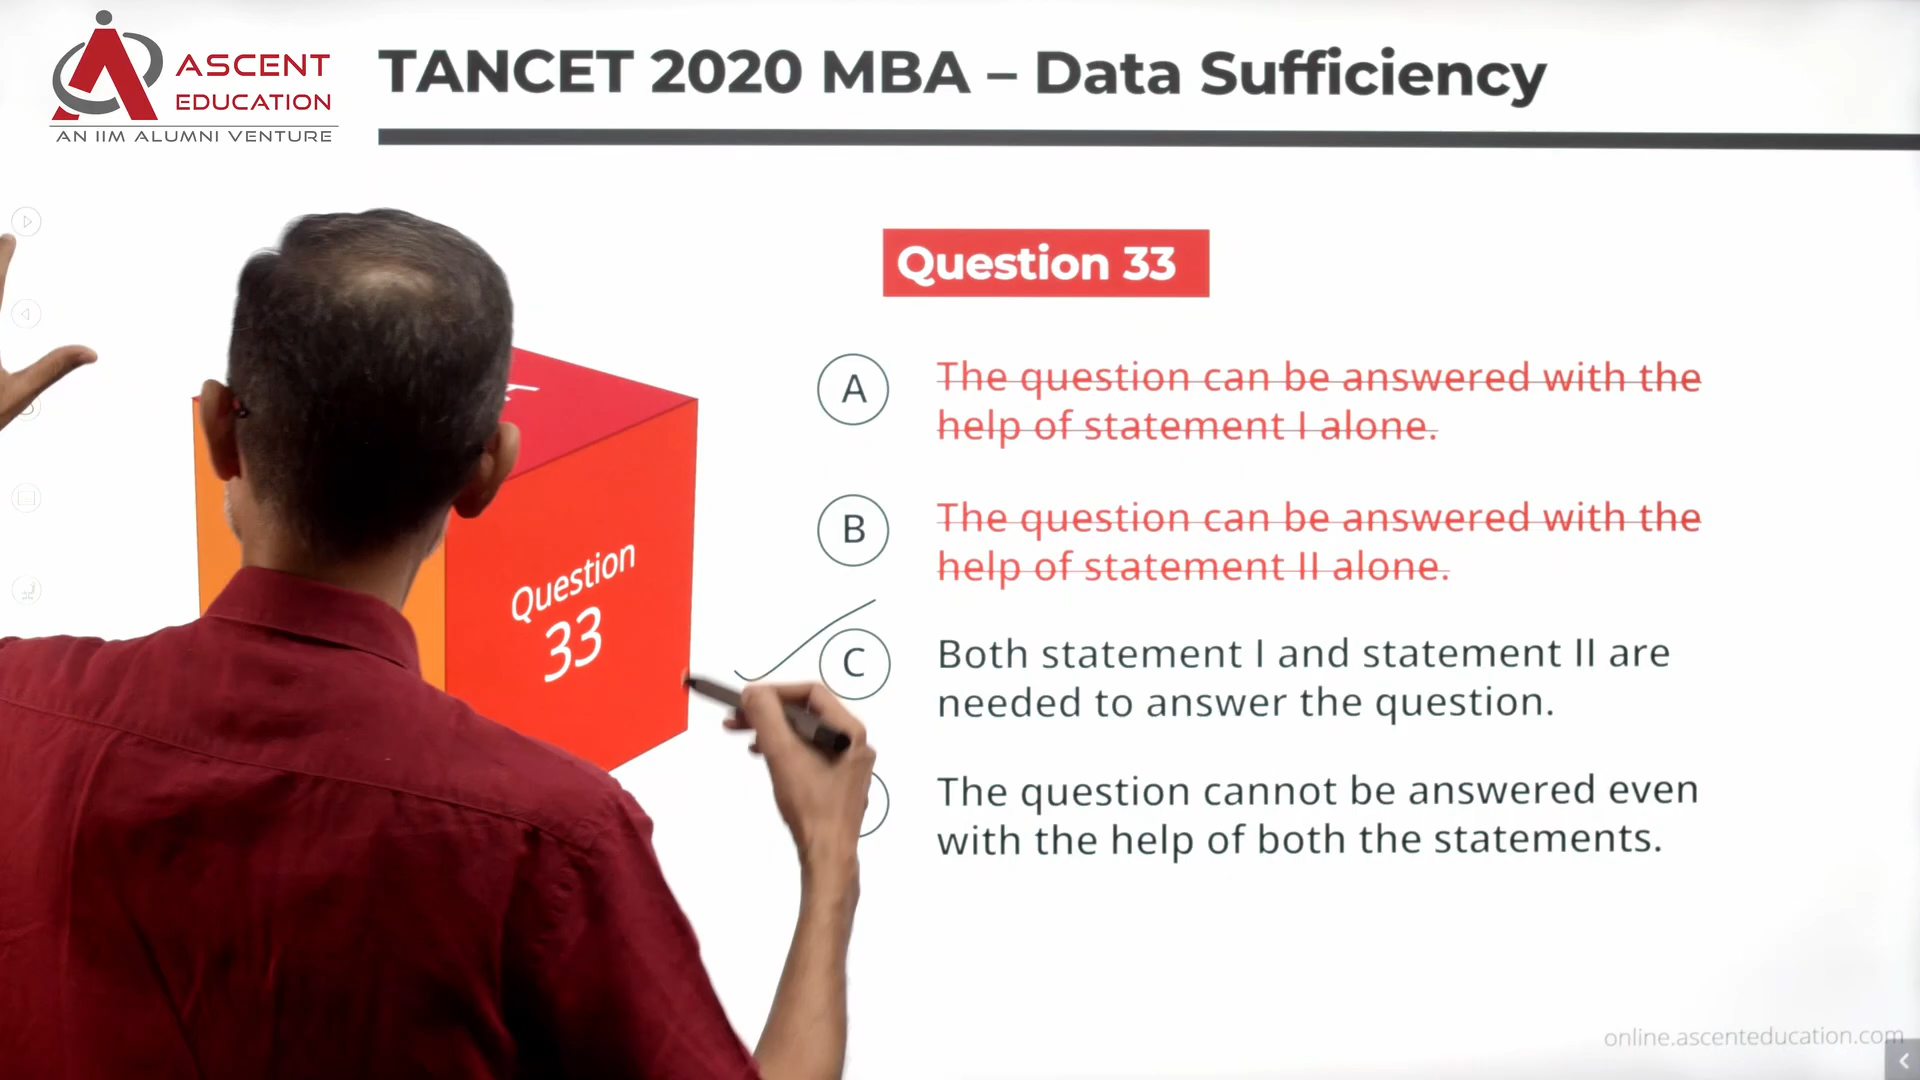 ASCENT
EDUCATION
AN IIM ALUMNI VENTURE
TANCET 2020 MBA – Data Sufficiency
Question 33
A
The question can be answered with the
help of statement I alone.
B
The question can be answered with the
help of statement II alone.
C
Both statement I and statement II are
needed to answer the question.
The question cannot be answered even
with the help of both the statements.
Question
33
online.ascenteducation.com